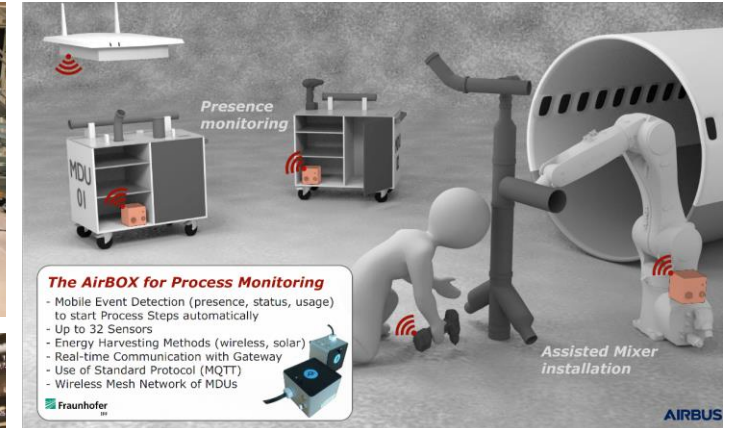 Presence
monitoring
MDU
01
The AirBOX for Process Monitoring
- Mobile Event Detection (presence, status, usage)
to start Process Steps automatically
- Up to 32 Sensors
- Energy Harvesting Methods (wireless, solar)
- Real-time Communication with Gateway
- Use of Standard Protocol (MQTT)
- Wireless Mesh Network of MDUs
Fraunhofer
Assisted Mixer
installation
AIRBUS